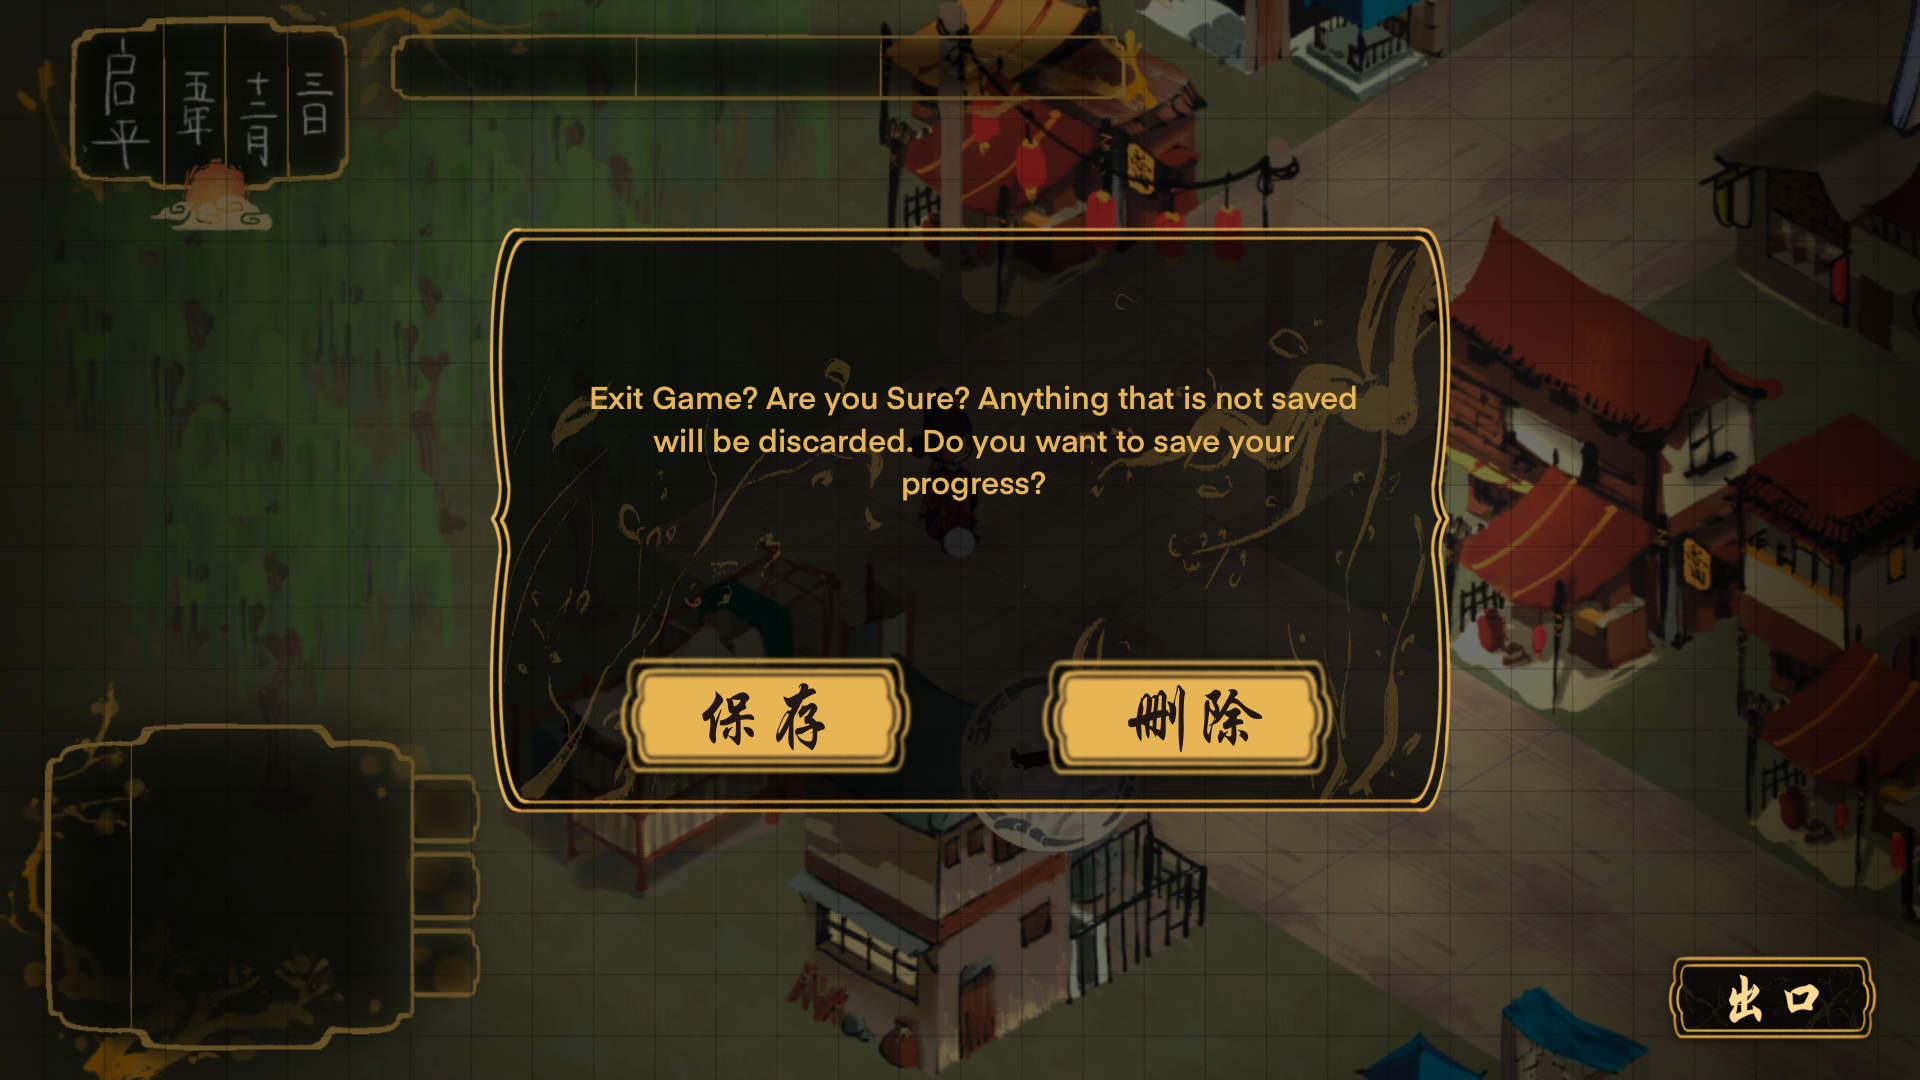 启平
五年
十二月
三日
Exit Game? Are you Sure? Anything that is not saved
will be discarded. Do you want to save your
progress?
保存
删除
出口